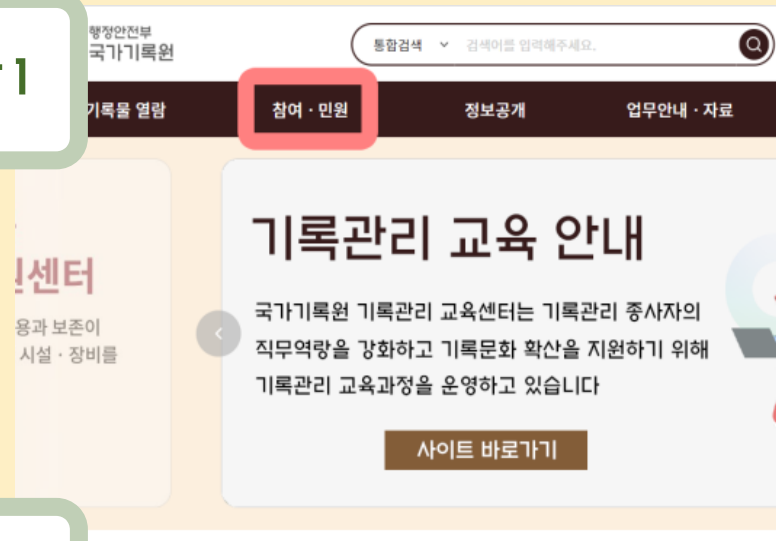 1
행정안전부
국가기록원
통합검색 검색어를 입력해주세요.
기록물 열람 참여 · 민원 정보공개 업무안내 · 자료
센터
용과 보존이
시설 · 장비를
기록관리 교육 안내
국가기록원 기록관리 교육센터는 기록관리 종사자의
직무역량을 강화하고 기록문화 확산을 지원하기 위해
기록관리 교육과정을 운영하고 있습니다
사이트 바로가기